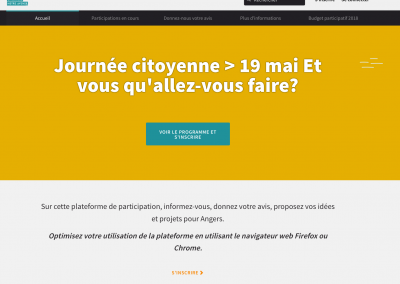 Accueil
Participations en cours
Donnez-nous votre avis
Plus d'informations
Budget participatif 2018
Journée citoyenne > 19 mai Et
vous qu'allez-vous faire?
VOIR LE PROGRAMME ET
S'INSCRIRE
Sur cette plateforme de participation, informez-vous, donnez votre avis, proposez vos idées
et projets pour Angers.
Optimisez votre utilisation de la plateforme en utilisant le navigateur web Firefox ou
Chrome.
S'INSCRIRE >